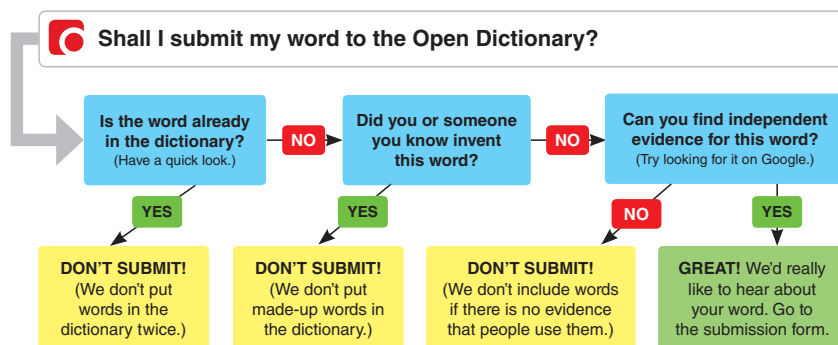 Shall I submit my word to the Open Dictionary?
Is the word already
in the dictionary?
(Have a quick look.)
NO
Did you or someone
you know invent
this word?
NO
Can you find independent
evidence for this word?
(Try looking for it on Google.)
YES
YES
NO
YES
DON'T SUBMIT!
(We don't put
words in the
dictionary twice.)
DON'T SUBMIT!
(We don't put
made-up words in
the dictionary.)
DON'T SUBMIT!
(We don't include words
if there is no evidence
that people use them.)
GREAT! We'd really
like to hear about
your word. Go to
the submission form.